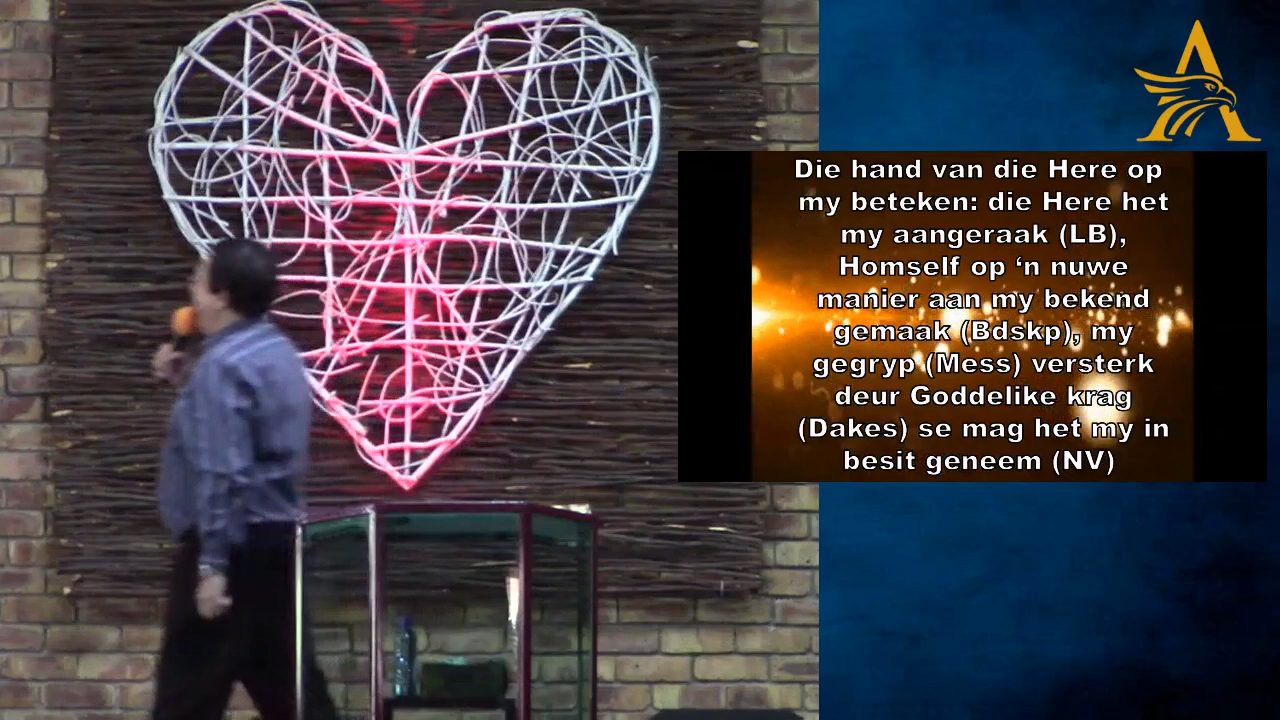 Die hand van die Here op
my beteken: die Here het
my aangeraak (LB),
Homself op ‘n nuwe
manier aan my bekend
gemaak (Bdskp), my
gegryp (Mess) versterk
deur Goddelike krag
(Dakes) se mag het my in
besit geneem (NV)